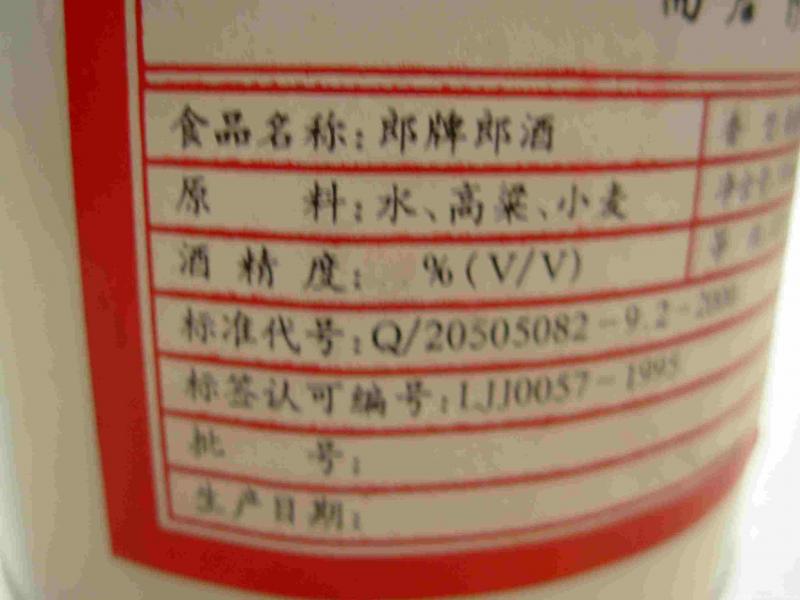 食品名称：郎牌郎酒
原 料：水、高粱、小麦
酒 精 度： %(V/V)
标准代号：Q/20505082-9.2-
标签认可编号：LJJ0057-1995
批 号：
生产日期：